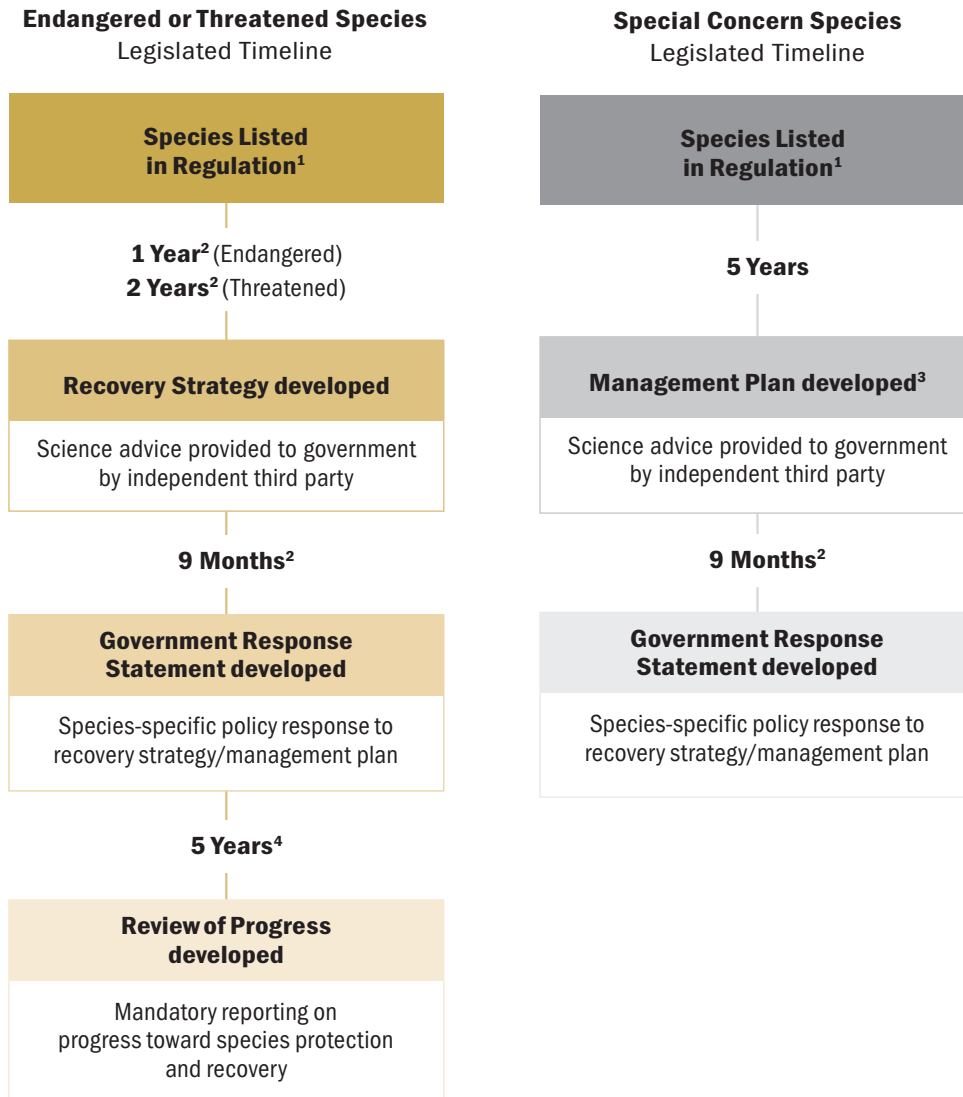 Endangered or Threatened Species
Legislated Timeline
Species Listed
in Regulation¹
1 Year² (Endangered)
2 Years² (Threatened)
Recovery Strategy developed
Science advice provided to government
by independent third party
9 Months²
Government Response
Statement developed
Species-specific policy response to
recovery strategy/management plan
5 Years⁴
Review of Progress
developed
Mandatory reporting on
progress toward species protection
and recovery
Special Concern Species
Legislated Timeline
Species Listed
in Regulation¹
5 Years
Management Plan developed³
Science advice provided to government
by independent third party
9 Months²
Government Response
Statement developed
Species-specific policy response to
recovery strategy/management plan